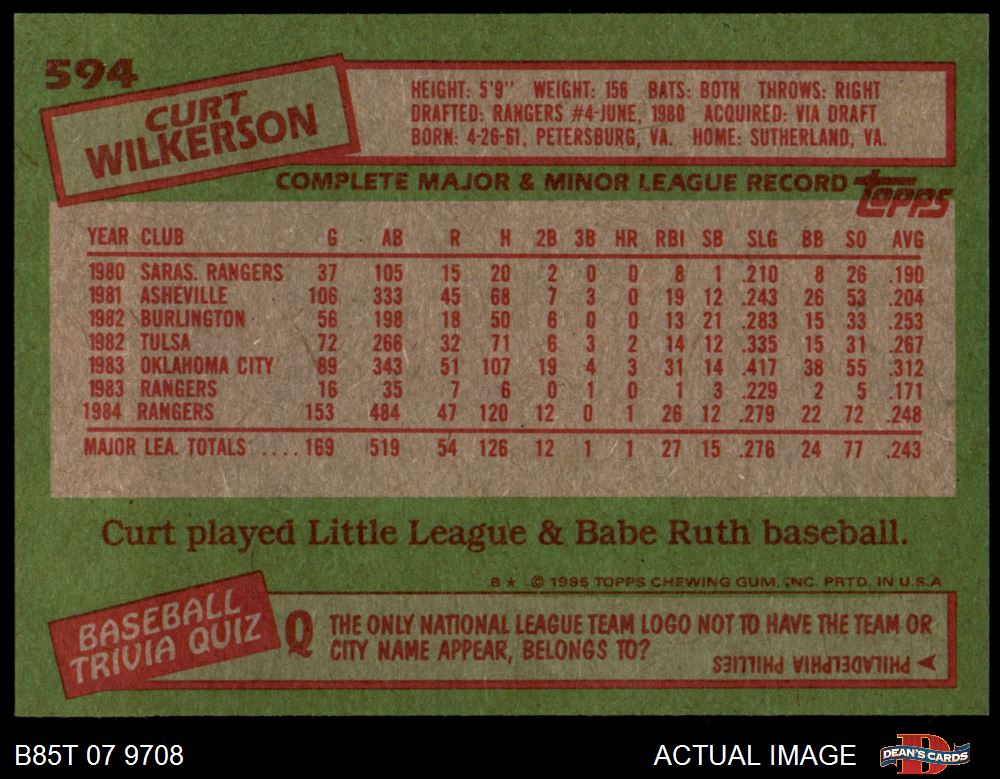 594
CURT
WILKERSON
HEIGHT: 5'9" WEIGHT: 156 BATS: BOTH THROWS: RIGHT
DRAFTED: RANGERS #4-JUNE, 1980 ACQUIRED: VIA DRAFT
BORN: 4-26-61, PETERSBURG, VA. HOME: SUTHERLAND, VA.
COMPLETE MAJOR & MINOR LEAGUE RECORD topps
YEAR CLUB G AB R H 2B 3B HR RBI SB SLG BB SO AVG
1980 SARAS. RANGERS 37 105 15 20 2 0 0 8 1 .210 8 26 .190
1981 ASHEVILLE 106 333 45 68 7 3 0 19 12 .243 26 53 .204
1982 BURLINGTON 56 198 18 50 6 0 0 13 21 .283 15 33 .253
1982 TULSA 72 266 32 71 6 3 2 14 12 .335 15 31 .267
1983 OKLAHOMA CITY 89 343 51 107 19 4 3 31 14 .417 38 55 .312
1983 RANGERS 16 35 7 6 0 1 0 1 3 .229 2 5 .171
1984 RANGERS 153 484 47 120 12 0 1 26 12 .279 22 72 .248
MAJOR LEA. TOTALS .... 169 519 54 126 12 1 1 27 15 .276 24 77 .243
Curt played Little League & Babe Ruth baseball.
B★ © 1985 TOPPS CHEWING GUM, INC. PRTD. IN U.S.A
BASEBALL
TRIVIA QUIZ
Q THE ONLY NATIONAL LEAGUE TEAM LOGO NOT TO HAVE THE TEAM OR
CITY NAME APPEAR, BELONGS TO?
PHILADELPHIA PHILLIES
B85T 07 9708 ACTUAL IMAGE D DEAN'S CARDS